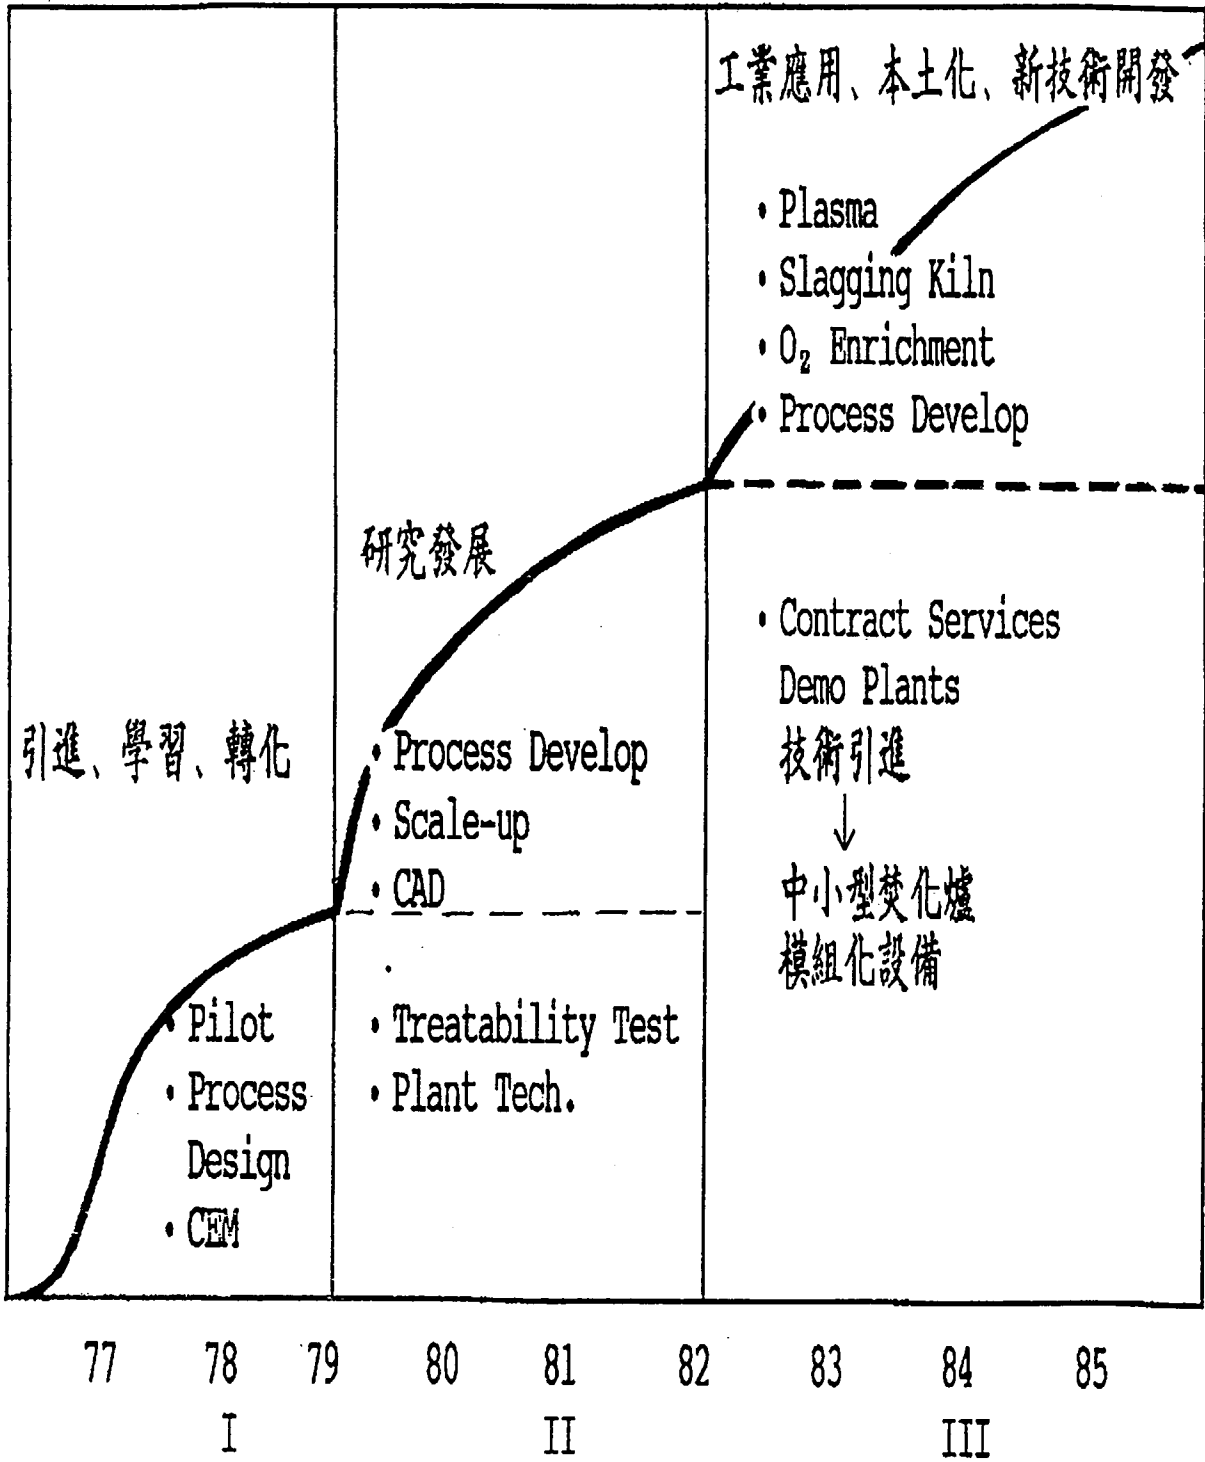 工業應用、本土化、新技術開發
• Plasma
• Slagging Kiln
• O₂ Enrichment
• Process Develop
研究發展
• Contract Services
Demo Plants
技術引進
↓
中小型焚化爐
模組化設備
引進、學習、轉化
• Process Develop
• Scale-up
• CAD
• Treatability Test
• Plant Tech.
• Pilot
• Process
Design
• CEM
77 78 79 80 81 82 83 84 85
I II III